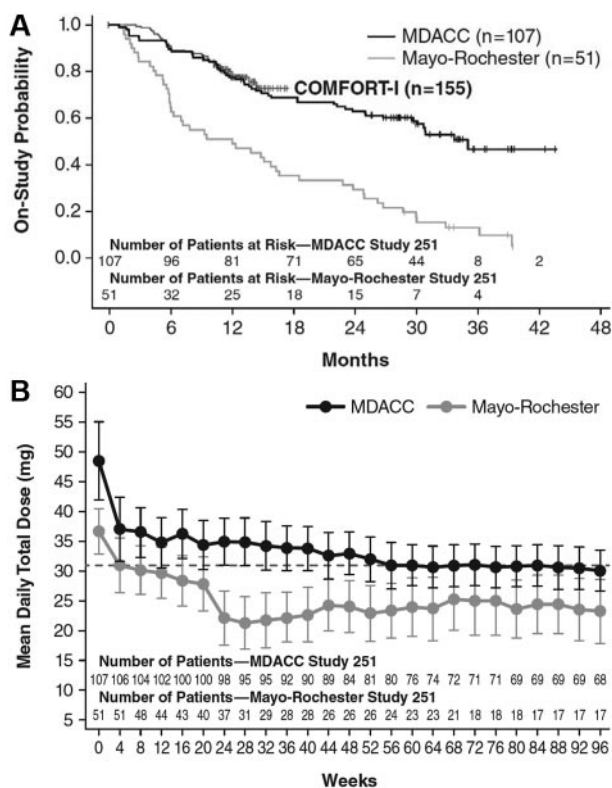 A
On-Study Probability
1.0
0.8
0.6
0.4
0.2
0.0
MDACC (n=107)
Mayo-Rochester (n=51)
COMFORT-I (n=155)
Number of Patients at Risk—MDACC Study 251
107 96 81 71 65 44 8 2
Number of Patients at Risk—Mayo-Rochester Study 251
51 32 25 18 15 7 4
0 6 12 18 24 30 36 42 48
Months
B
Mean Daily Total Dose (mg)
60
55
50
45
40
35
30
25
20
15
10
5
MDACC Mayo-Rochester
Number of Patients—MDACC Study 251
107 106 104 102 100 100 98 95 95 92 90 89 84 81 80 76 74 72 71 71 69 69 69 69 68
Number of Patients—Mayo-Rochester Study 251
51 51 48 44 43 40 37 31 29 28 28 26 26 26 24 23 23 21 18 18 18 17 17 17 17
0 4 8 12 16 20 24 28 32 36 40 44 48 52 56 60 64 68 72 76 80 84 88 92 96
Weeks